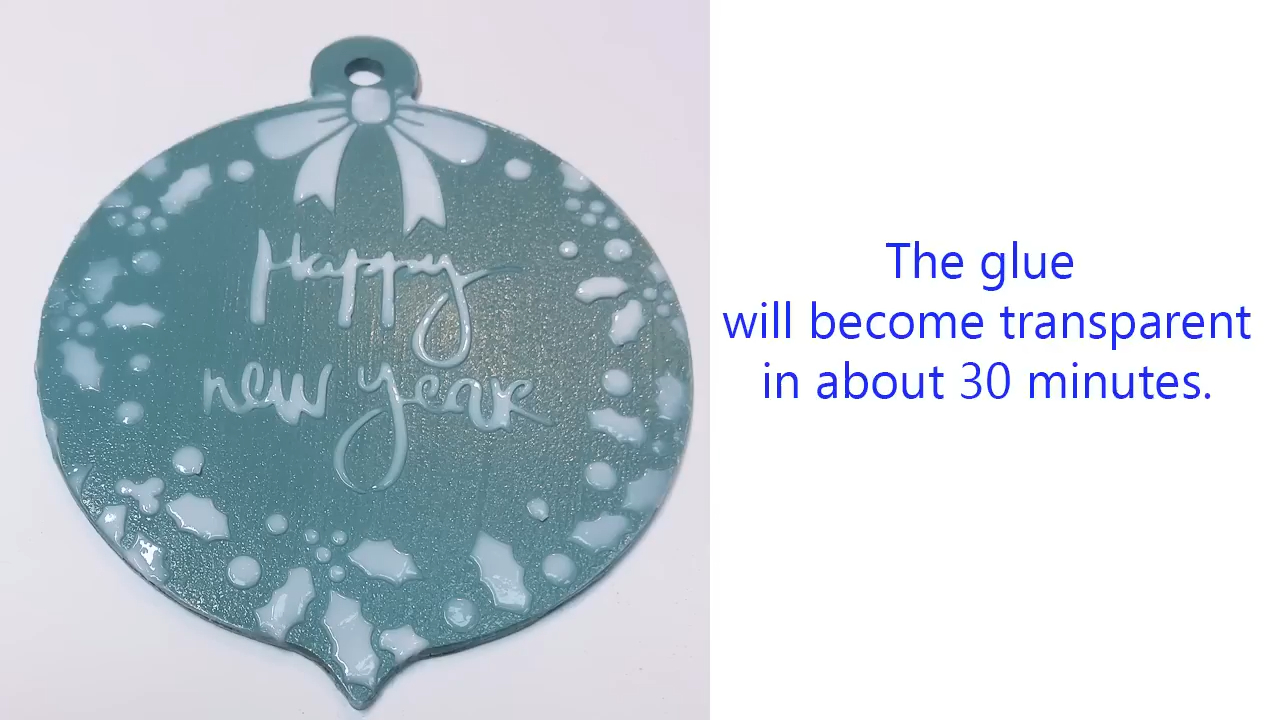 Happy
new year
The glue
will become transparent
in about 30 minutes.